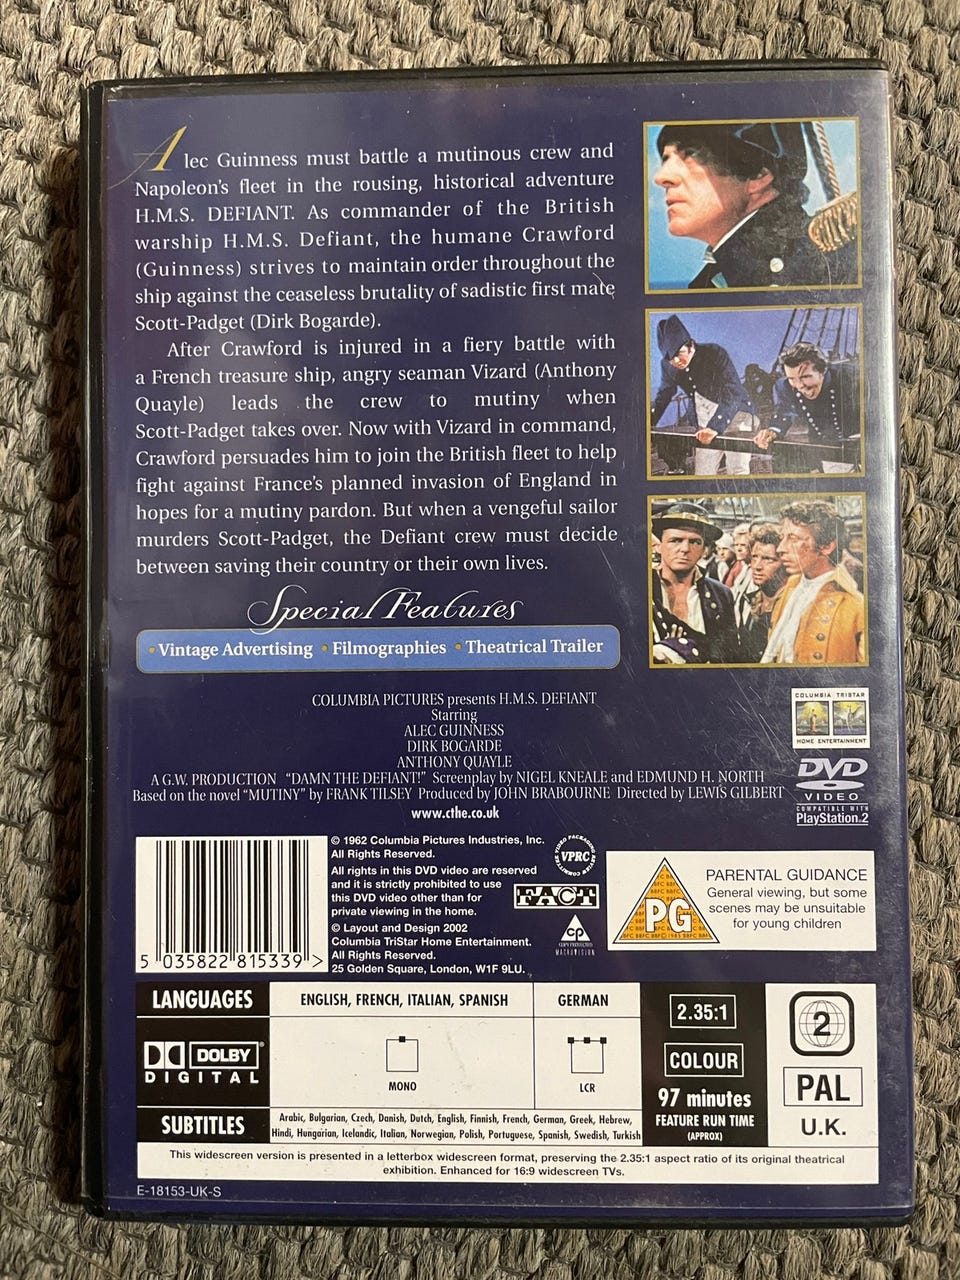 Alec Guinness must battle a mutinous crew and
Napoleon's fleet in the rousing, historical adventure
H.M.S. DEFIANT. As commander of the British
warship H.M.S. Defiant, the humane Crawford
(Guinness) strives to maintain order throughout the
ship against the ceaseless brutality of sadistic first mate
Scott-Padget (Dirk Bogarde).
After Crawford is injured in a fiery battle with
a French treasure ship, angry seaman Vizard (Anthony
Quayle) leads the crew to mutiny when
Scott-Padget takes over. Now with Vizard in command,
Crawford persuades him to join the British fleet to help
fight against France's planned invasion of England in
hopes for a mutiny pardon. But when a vengeful sailor
murders Scott-Padget, the Defiant crew must decide
between saving their country or their own lives.
Special Features
• Vintage Advertising • Filmographies • Theatrical Trailer
COLUMBIA PICTURES presents H.M.S. DEFIANT
Starring
ALEC GUINNESS
DIRK BOGARDE
ANTHONY QUAYLE
A G.W. PRODUCTION "DAMN THE DEFIANT!" Screenplay by NIGEL KNEALE and EDMUND H. NORTH
Based on the novel "MUTINY" by FRANK TILSEY Produced by JOHN BRABOURNE Directed by LEWIS GILBERT
www.cthe.co.uk
COLUMBIA TRISTAR
HOME ENTERTAINMENT
DVD
VIDEO
COMPATIBLE WITH
PlayStation.2
5 035822 815339 >
© 1962 Columbia Pictures Industries, Inc.
All Rights Reserved.
All rights in this DVD video are reserved
and it is strictly prohibited to use
this DVD video other than for
private viewing in the home.
© Layout and Design 2002
Columbia TriStar Home Entertainment.
All Rights Reserved.
25 Golden Square, London, W1F 9LU.
VIDEO PACKAGING REVIEW COMMITTEE
VPRC
FACT
CP
COPY PROTECTED
MACROVISION
PG
PARENTAL GUIDANCE
General viewing, but some
scenes may be unsuitable
for young children
LANGUAGES
ENGLISH, FRENCH, ITALIAN, SPANISH
GERMAN
DOLBY
DIGITAL
MONO
LCR
SUBTITLES
Arabic, Bulgarian, Czech, Danish, Dutch, English, Finnish, French, German, Greek, Hebrew,
Hindi, Hungarian, Icelandic, Italian, Norwegian, Polish, Portuguese, Spanish, Swedish, Turkish
2.35:1
COLOUR
97 minutes
FEATURE RUN TIME
(APPROX)
2
PAL
U.K.
This widescreen version is presented in a letterbox widescreen format, preserving the 2.35:1 aspect ratio of its original theatrical
exhibition. Enhanced for 16:9 widescreen TVs.
E-18153-UK-S